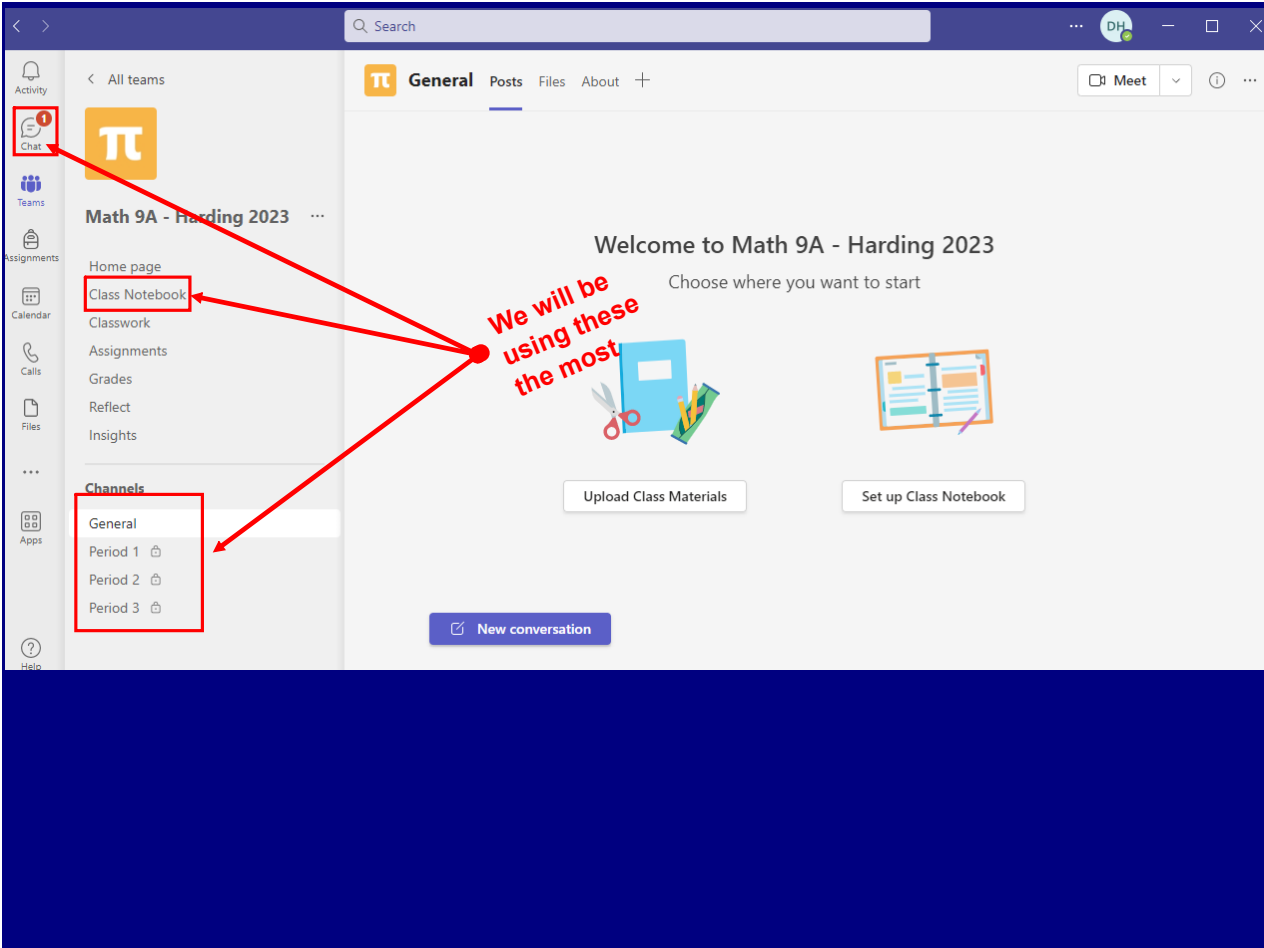 Search
DH
Activity
1
Chat
Teams
Assignments
Calendar
Calls
Files
Apps
Help
All teams
π
Math 9A - Harding 2023
Home page
Class Notebook
Classwork
Assignments
Grades
Reflect
Insights
Channels
General
Period 1
Period 2
Period 3
π General Posts Files About
Meet
Welcome to Math 9A - Harding 2023
Choose where you want to start
We will be
using these
the most
Upload Class Materials
Set up Class Notebook
New conversation